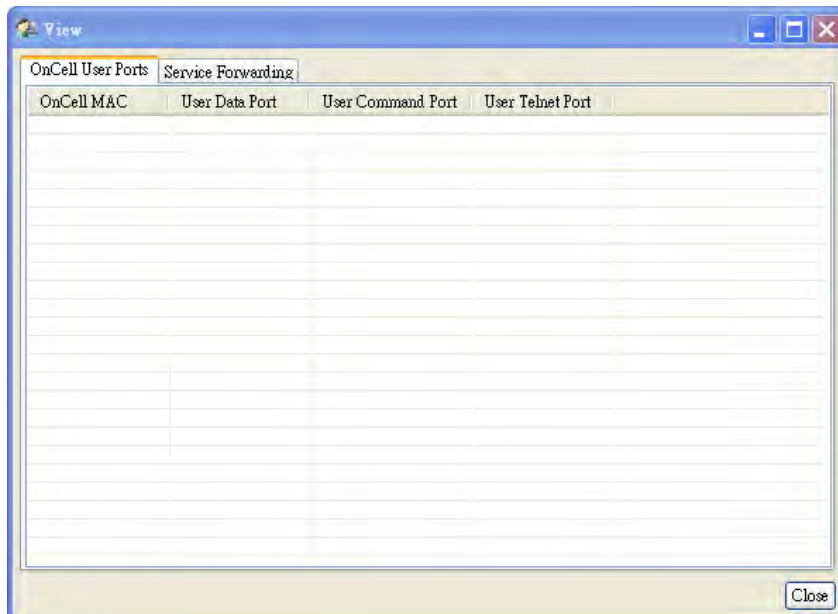 View
OnCell User Ports Service Forwarding
OnCell MAC User Data Port User Command Port User Telnet Port
Close